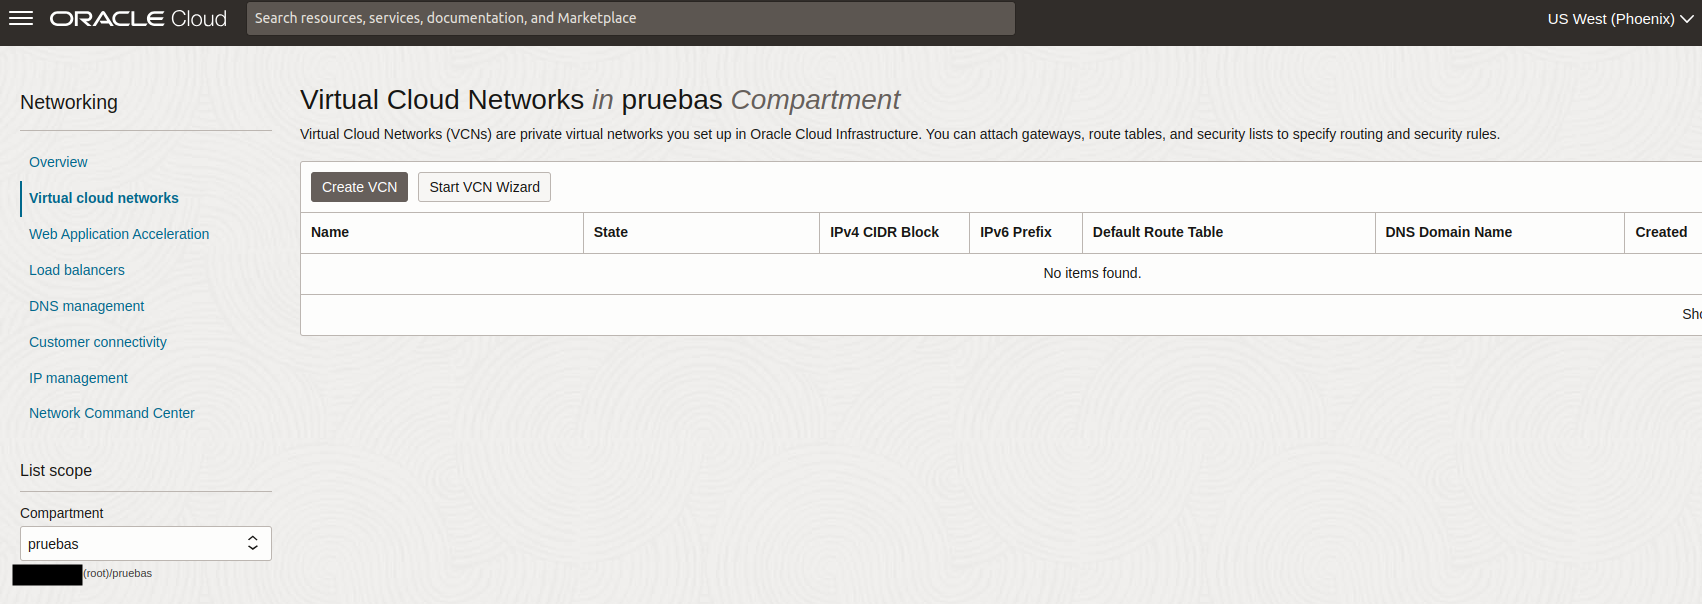 ORACLE Cloud
Search resources, services, documentation, and Marketplace
US West (Phoenix)
Networking
Overview
Virtual cloud networks
Web Application Acceleration
Load balancers
DNS management
Customer connectivity
IP management
Network Command Center
List scope
Compartment
pruebas
(root)/pruebas
Virtual Cloud Networks in pruebas Compartment
Virtual Cloud Networks (VCNs) are private virtual networks you set up in Oracle Cloud Infrastructure. You can attach gateways, route tables, and security lists to specify routing and security rules.
Create VCN Start VCN Wizard
Name State IPv4 CIDR Block IPv6 Prefix Default Route Table DNS Domain Name Created
No items found.